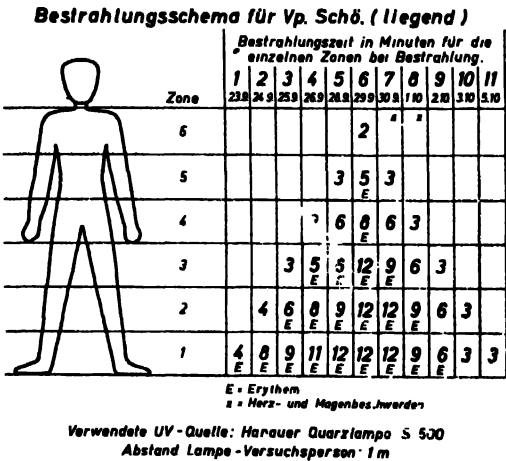 Bestrahlungsschema für Vp. Schö. (liegend)
Bestrahlungszeit in Minuten für die
einzelnen Zonen bei Bestrahlung.
1 2 3 4 5 6 7 8 9 10 11
Zone 23.9 24.9 25.9 26.9 28.9 29.9 30.9 1.10 2.10 3.10 5.10
x x
6 2
5 3 5 3
E
4 6 8 6 3
E
3 3 5 6 12 9 6 3
E E E E
2 4 6 8 9 12 12 9 6 3
E E E E E E
1 4 8 9 11 12 12 12 9 6 3 3
E E E E E E E E E
E = Erythem
x = Herz- und Magenbeschwerden
Verwendete UV-Quelle: Hanauer Quarzlampe S 500
Abstand Lampe-Versuchsperson 1m